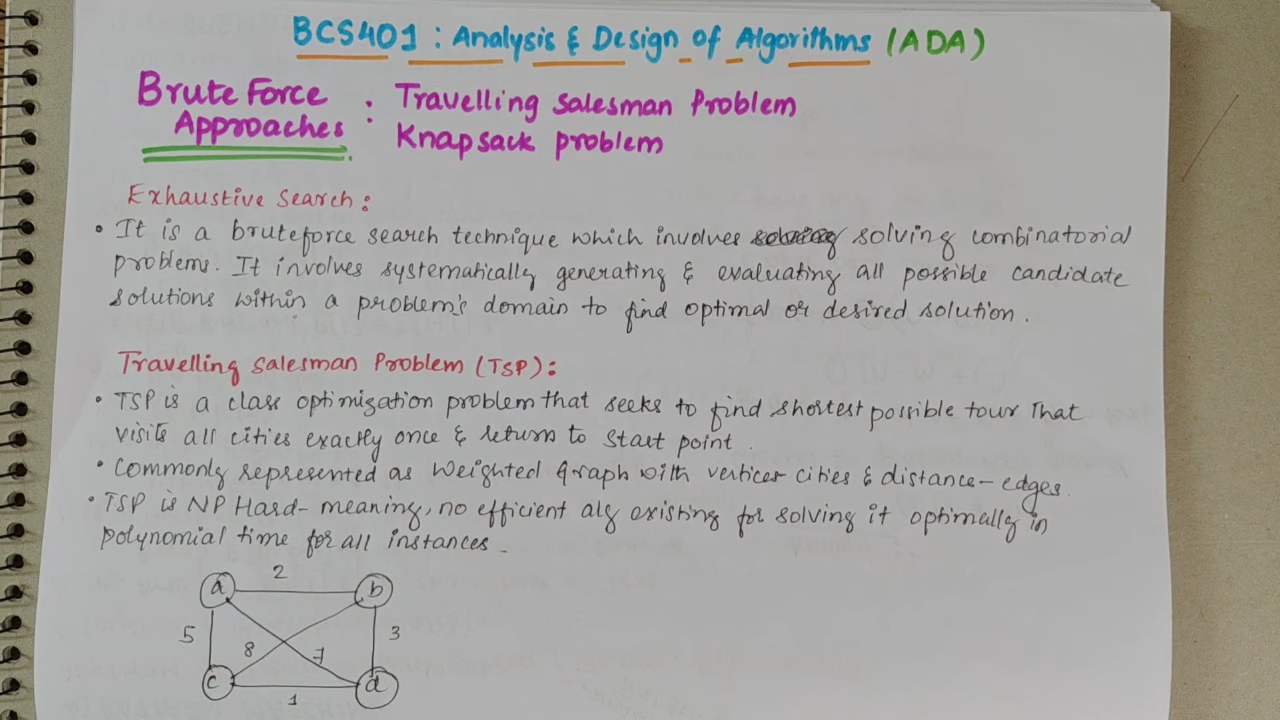 BCS401 : Analysis & Design of Algorithms (ADA)
Brute Force Approaches : Travelling Salesman Problem
Knapsack problem
Exhaustive Search :
• It is a bruteforce search technique which involves solving combinatorial
problems. It involves systematically generating & evaluating all possible candidate
solutions within a problem's domain to find optimal or desired solution.
Travelling Salesman Problem (TSP) :
• TSP is a class optimization problem that seeks to find shortest possible tour that
visits all cities exactly once & return to start point.
• Commonly represented as Weighted Graph with vertices cities & distance - edges.
• TSP is NP Hard - meaning, no efficient alg existing for solving it optimally in
polynomial time for all instances.
a 2 b
5 8 7 3
c 1 d